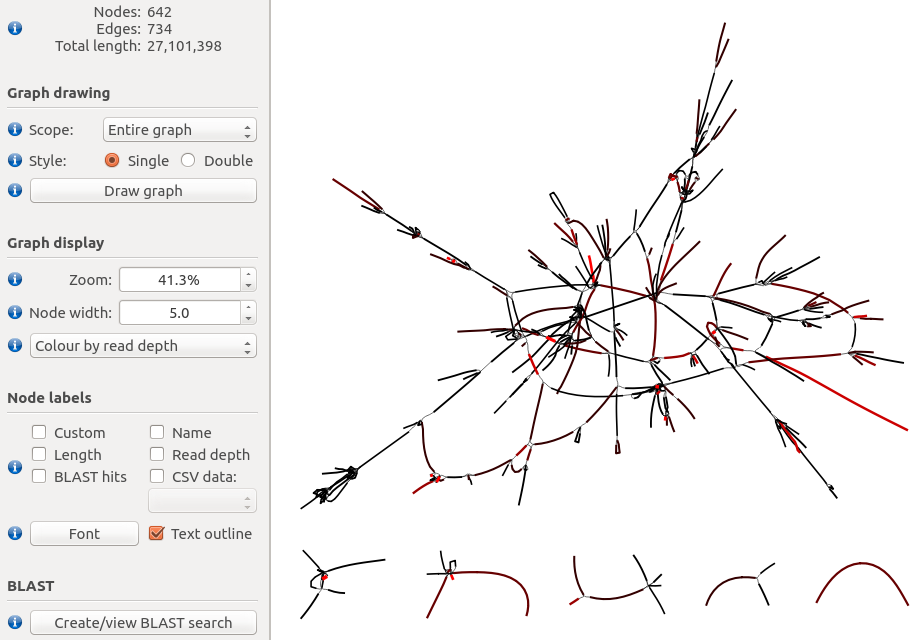 Nodes: 642
Edges: 734
Total length: 27,101,398
Graph drawing
Scope: Entire graph
Style: Single Double
Draw graph
Graph display
Zoom: 41.3%
Node width: 5.0
Colour by read depth
Node labels
Custom Name
Length Read depth
BLAST hits CSV data:
Font Text outline
BLAST
Create/view BLAST search